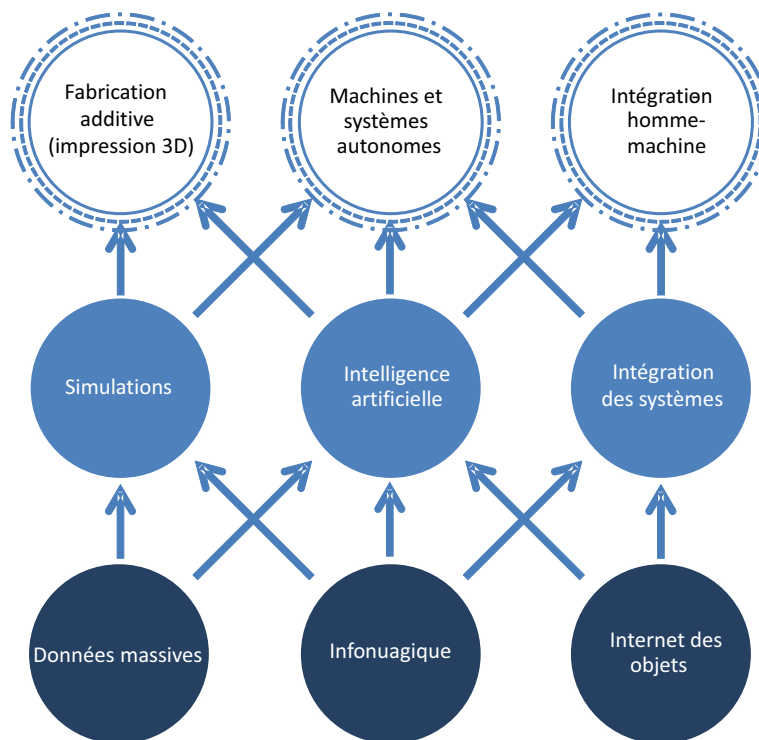 Fabrication
additive
(impression 3D)
Machines et
systèmes
autonomes
Intégration
homme-
machine
Simulations
Intelligence
artificielle
Intégration
des systèmes
Données massives
Infonuagique
Internet des
objets